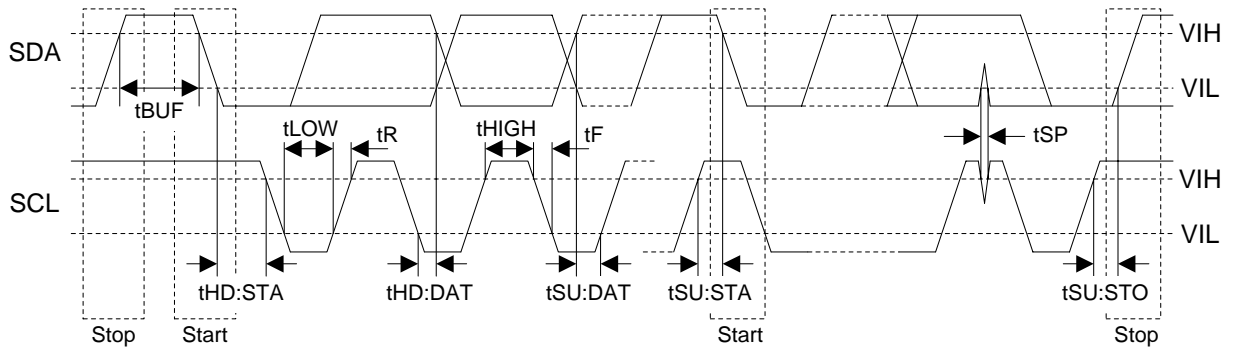 SDA
VIH
VIL
tBUF
tLOW
tR
tHIGH
tF
tSP
SCL
VIH
VIL
tHD:STA
tHD:DAT
tSU:DAT
tSU:STA
tSU:STO
Stop
Start
Start
Stop